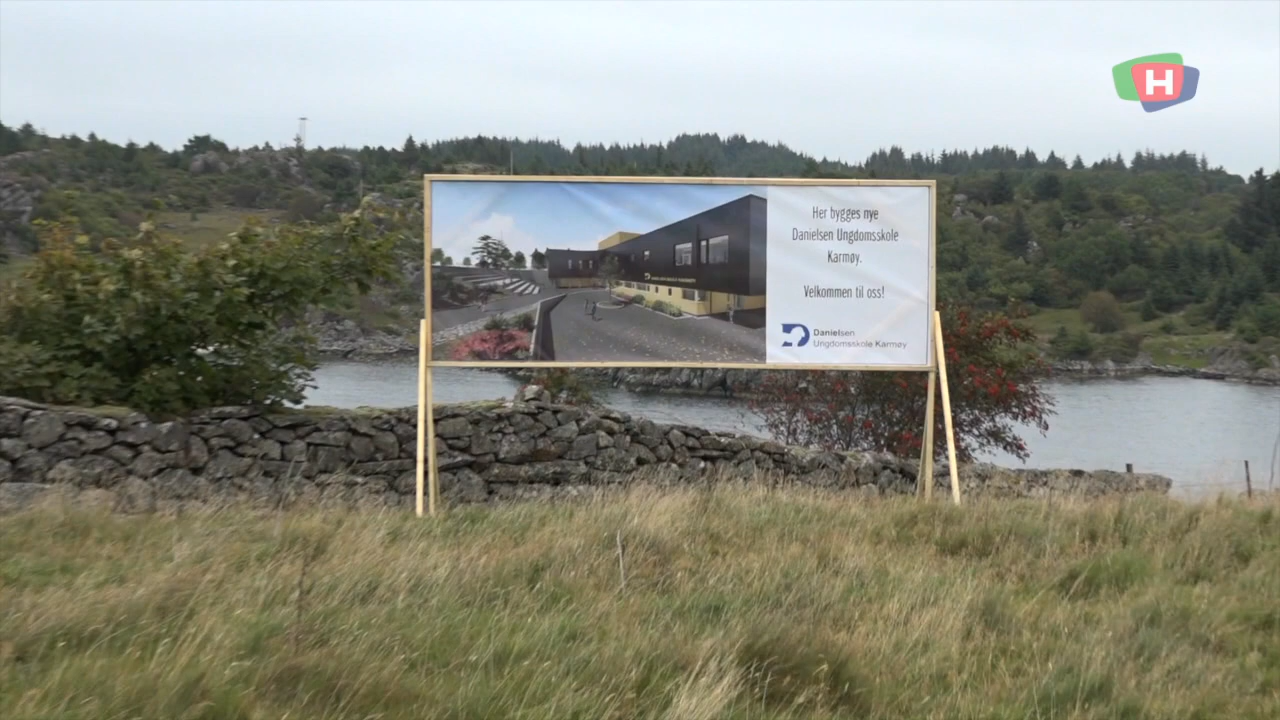 H
Her bygges nye
Danielsen Ungdomsskole
Karmøy.
Velkommen til oss!
Danielsen
Ungdomsskole Karmøy